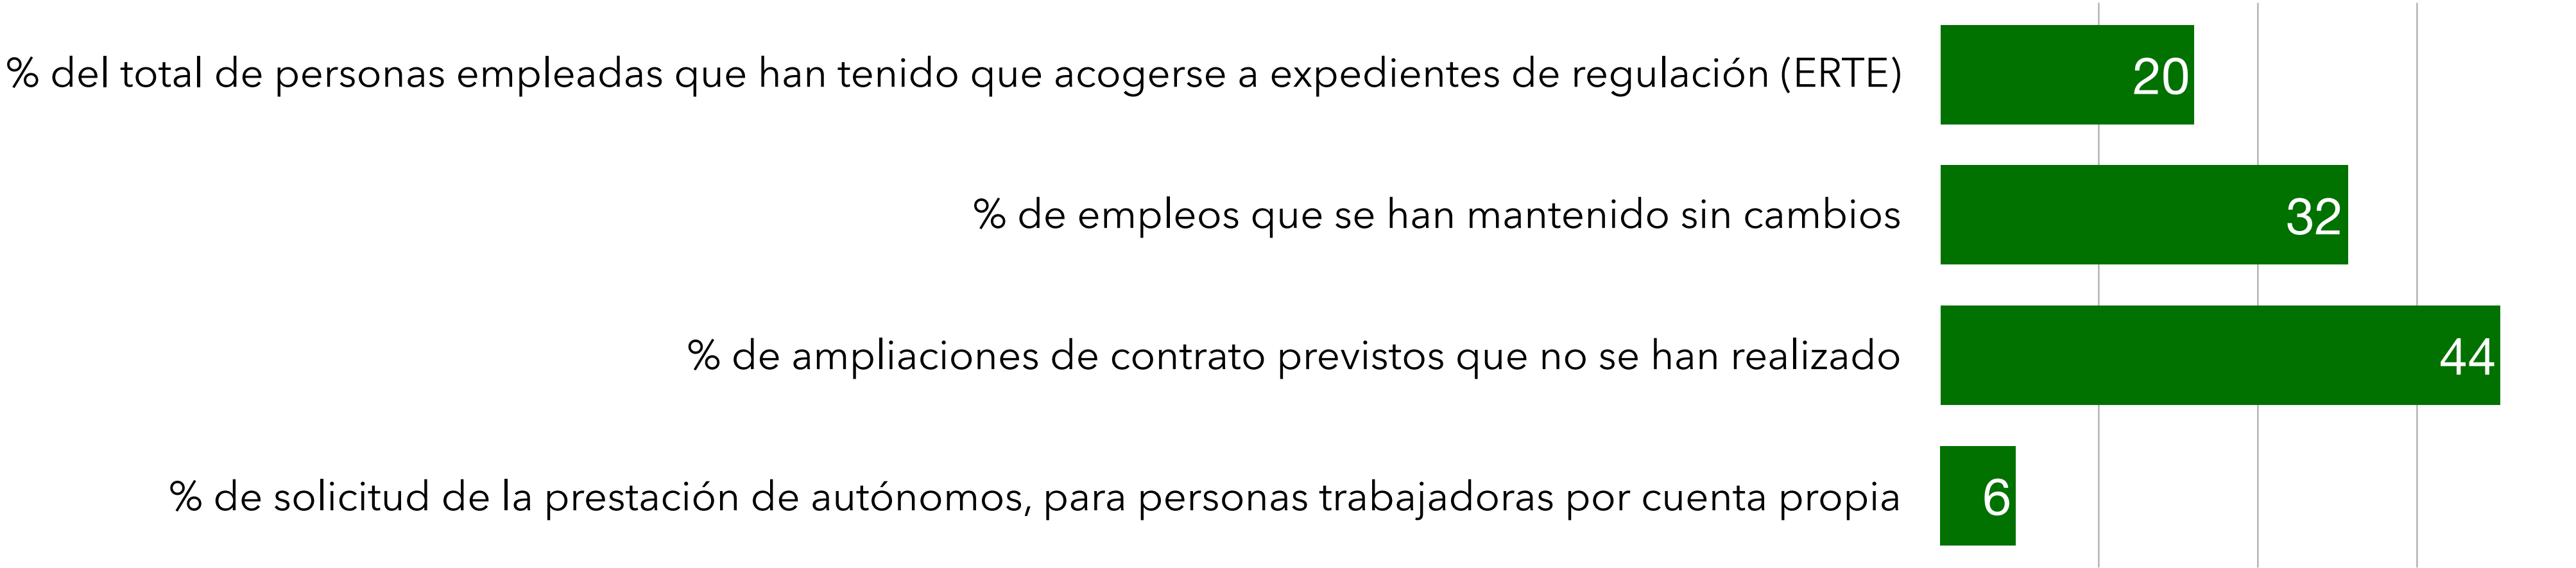 % del total de personas empleadas que han tenido que acogerse a expedientes de regulación (ERTE) 20
% de empleos que se han mantenido sin cambios 32
% de ampliaciones de contrato previstos que no se han realizado 44
% de solicitud de la prestación de autónomos, para personas trabajadoras por cuenta propia 6